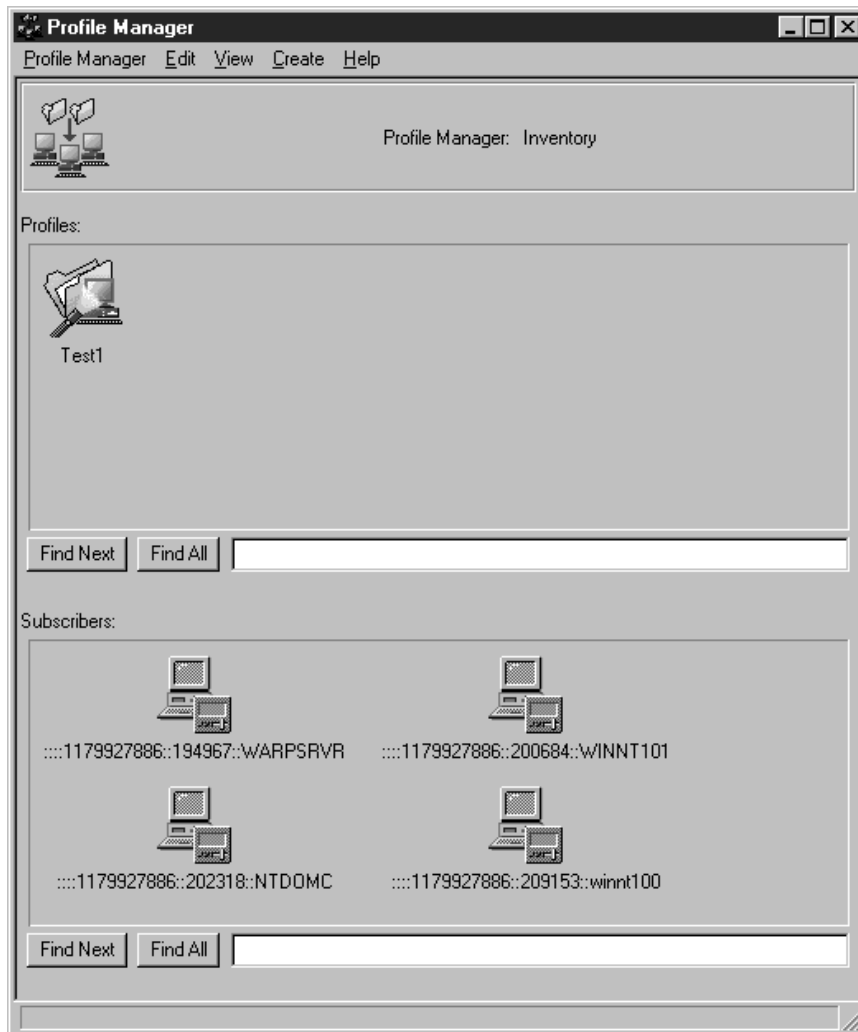 Profile Manager
Profile Manager Edit View Create Help
Profile Manager: Inventory
Profiles:
Test1
Find Next Find All
Subscribers:
::::1179927886::194967::WARPSRVR ::::1179927886::200684::WINNT101
::::1179927886::202318::NTDOMC ::::1179927886::209153::winnt100
Find Next Find All